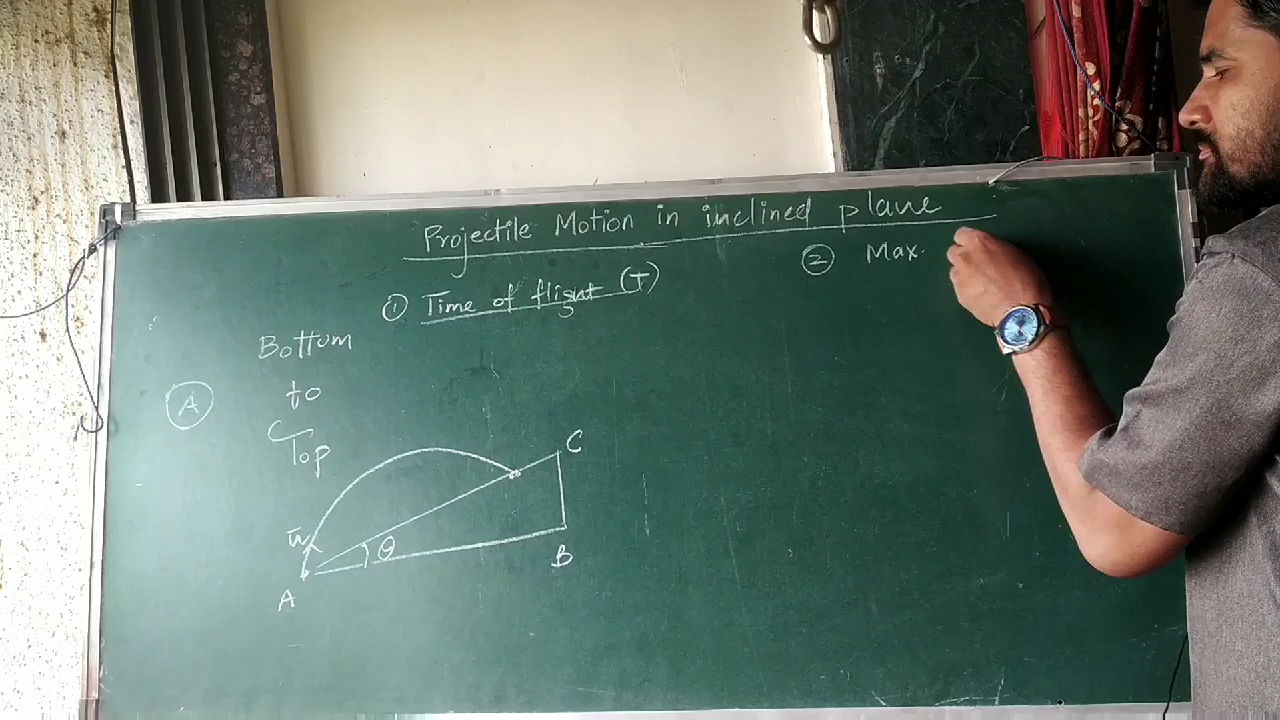 Projectile Motion in inclined plane
① Time of flight (T)
② Max.
Bottom
Ⓐ
to
Top
C
u
θ
B
A